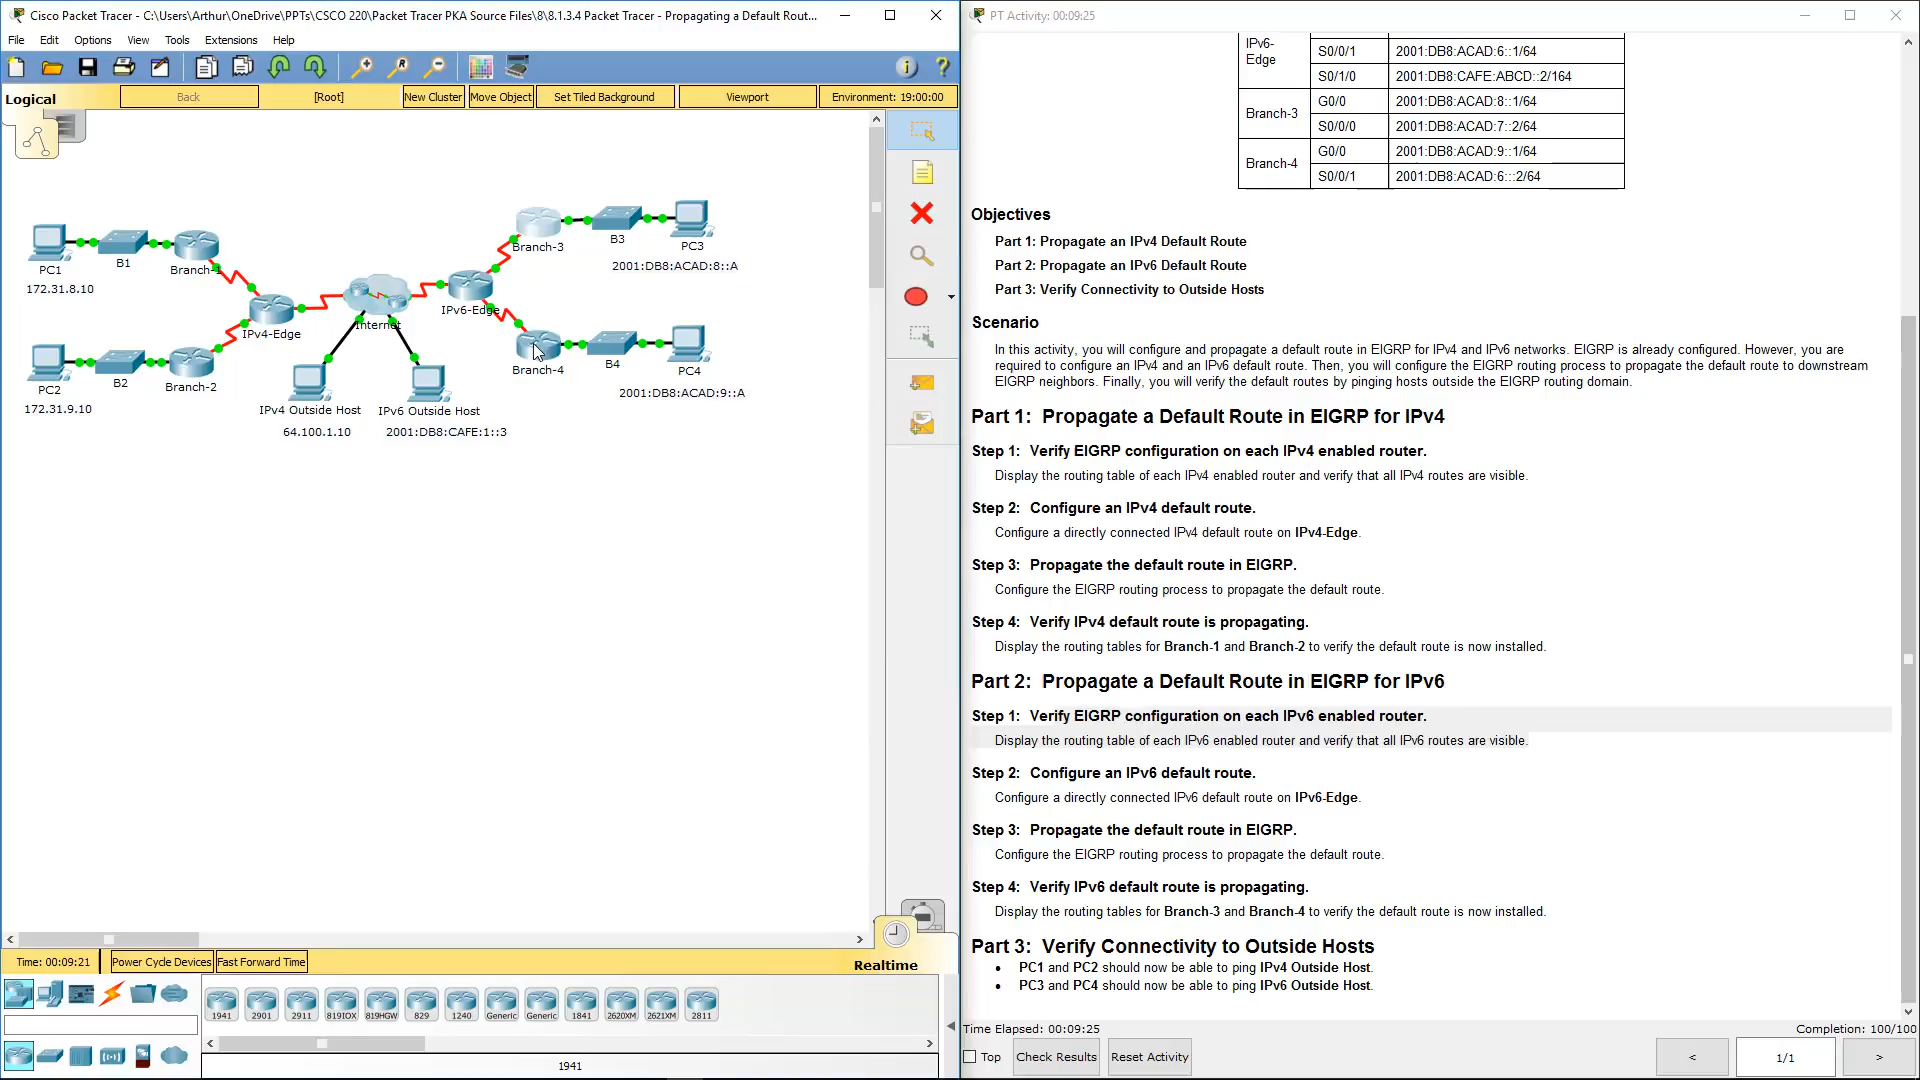 Cisco Packet Tracer - C:\Users\Arthur\OneDrive\PPTs\CSCO 220\Packet Tracer PKA Source Files\8\8.1.3.4 Packet Tracer - Propagating a Default Rout...
File Edit Options View Tools Extensions Help
Logical
Back
[Root]
New Cluster
Move Object
Set Tiled Background
Viewport
Environment: 19:00:00
PC1
172.31.8.10
B1
Branch-1
PC2
172.31.9.10
B2
Branch-2
IPv4-Edge
Internet
IPv4 Outside Host
64.100.1.10
IPv6 Outside Host
2001:DB8:CAFE:1::3
IPv6-Edge
Branch-3
B3
PC3
2001:DB8:ACAD:8::A
Branch-4
B4
PC4
2001:DB8:ACAD:9::A
Time: 00:09:21
Power Cycle Devices
Fast Forward Time
Realtime
1941
2901
2911
819IOX
819HGW
829
1240
Generic
Generic
1841
2620XM
2621XM
2811
1941
PT Activity: 00:09:25
IPv6-
Edge
S0/0/1 2001:DB8:ACAD:6::1/64
S0/1/0 2001:DB8:CAFE:ABCD::2/164
Branch-3
G0/0 2001:DB8:ACAD:8::1/64
S0/0/0 2001:DB8:ACAD:7::2/64
Branch-4
G0/0 2001:DB8:ACAD:9::1/64
S0/0/1 2001:DB8:ACAD:6:::2/64
Objectives
Part 1: Propagate an IPv4 Default Route
Part 2: Propagate an IPv6 Default Route
Part 3: Verify Connectivity to Outside Hosts
Scenario
In this activity, you will configure and propagate a default route in EIGRP for IPv4 and IPv6 networks. EIGRP is already configured. However, you are
required to configure an IPv4 and an IPv6 default route. Then, you will configure the EIGRP routing process to propagate the default route to downstream
EIGRP neighbors. Finally, you will verify the default routes by pinging hosts outside the EIGRP routing domain.
Part 1: Propagate a Default Route in EIGRP for IPv4
Step 1: Verify EIGRP configuration on each IPv4 enabled router.
Display the routing table of each IPv4 enabled router and verify that all IPv4 routes are visible.
Step 2: Configure an IPv4 default route.
Configure a directly connected IPv4 default route on IPv4-Edge.
Step 3: Propagate the default route in EIGRP.
Configure the EIGRP routing process to propagate the default route.
Step 4: Verify IPv4 default route is propagating.
Display the routing tables for Branch-1 and Branch-2 to verify the default route is now installed.
Part 2: Propagate a Default Route in EIGRP for IPv6
Step 1: Verify EIGRP configuration on each IPv6 enabled router.
Display the routing table of each IPv6 enabled router and verify that all IPv6 routes are visible.
Step 2: Configure an IPv6 default route.
Configure a directly connected IPv6 default route on IPv6-Edge.
Step 3: Propagate the default route in EIGRP.
Configure the EIGRP routing process to propagate the default route.
Step 4: Verify IPv6 default route is propagating.
Display the routing tables for Branch-3 and Branch-4 to verify the default route is now installed.
Part 3: Verify Connectivity to Outside Hosts
• PC1 and PC2 should now be able to ping IPv4 Outside Host.
• PC3 and PC4 should now be able to ping IPv6 Outside Host.
Time Elapsed: 00:09:25
Completion: 100/100
Top
Check Results
Reset Activity
<
1/1
>